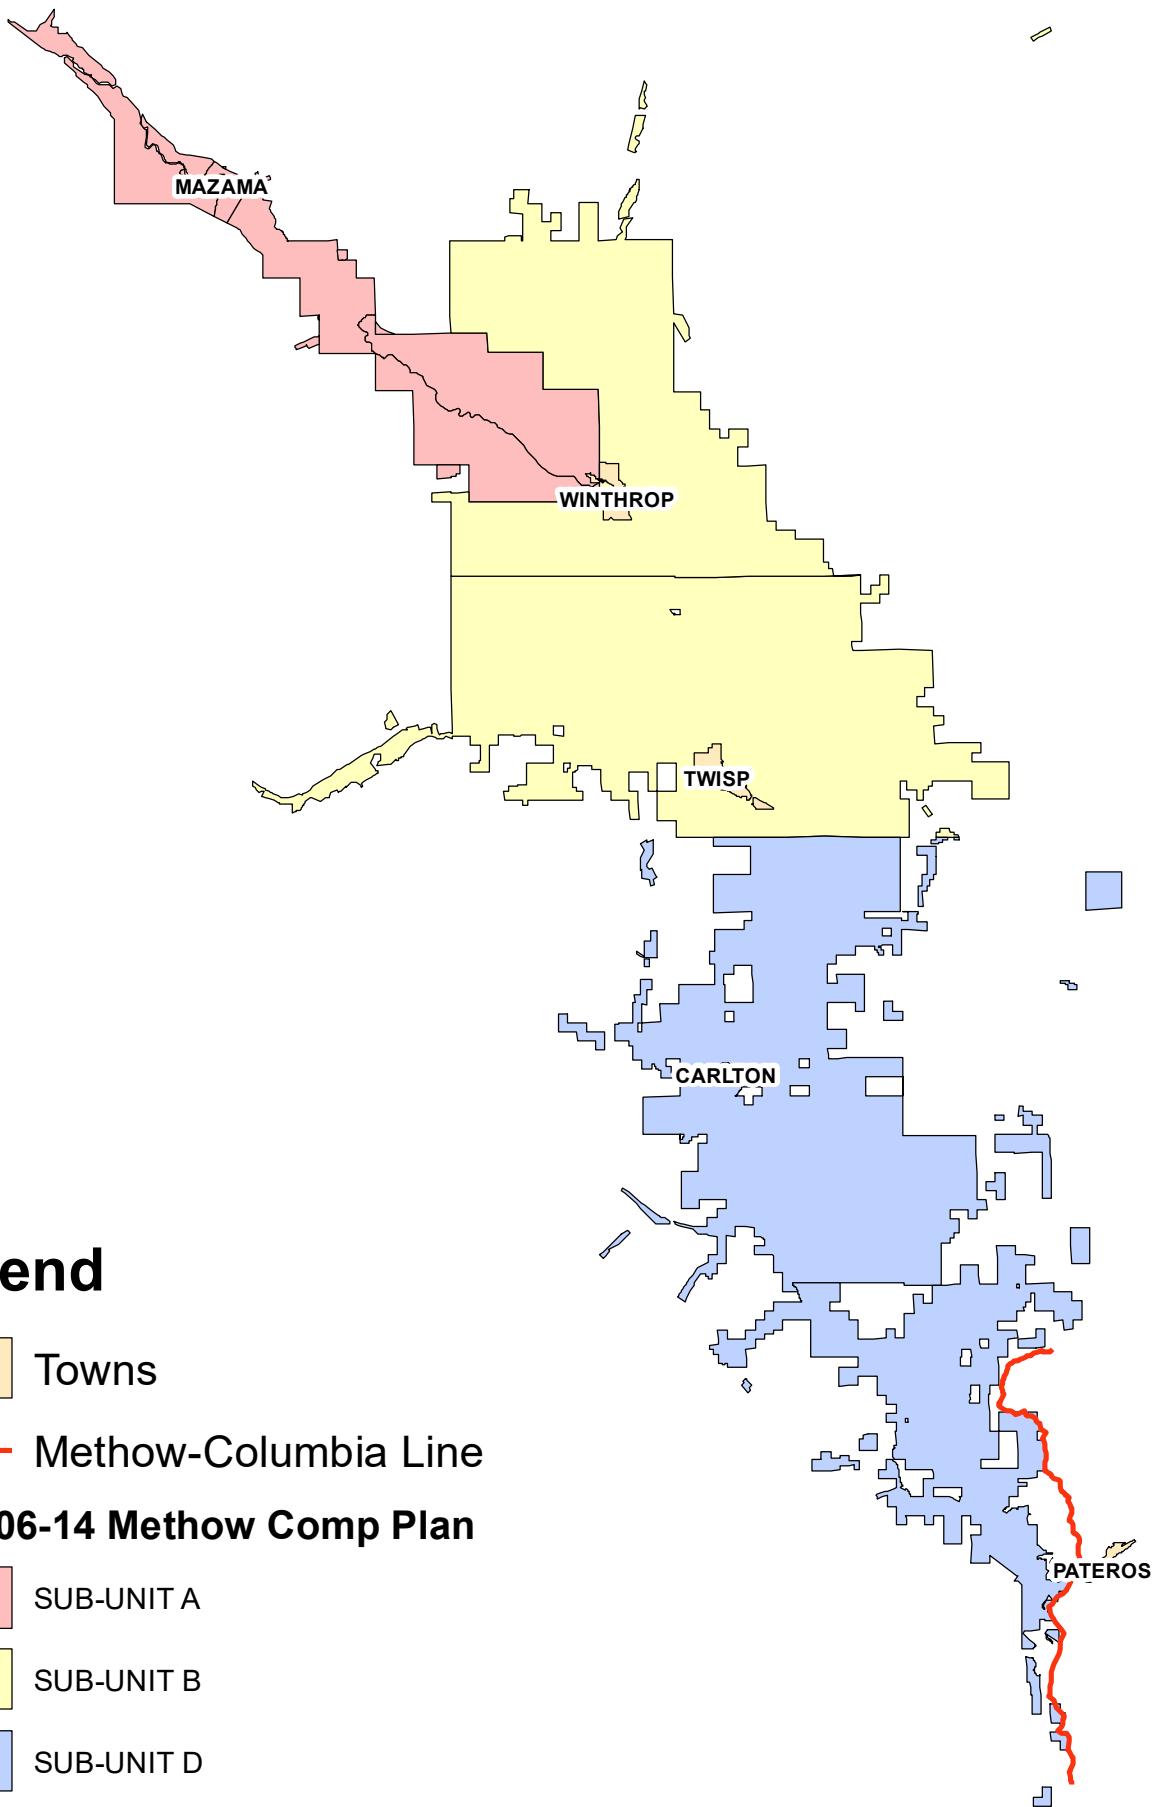 MAZAMA
WINTHROP
TWISP
CARLTON
end
Towns
Methow-Columbia Line
06-14 Methow Comp Plan
PATEROS
SUB-UNIT A
SUB-UNIT B
SUB-UNIT D